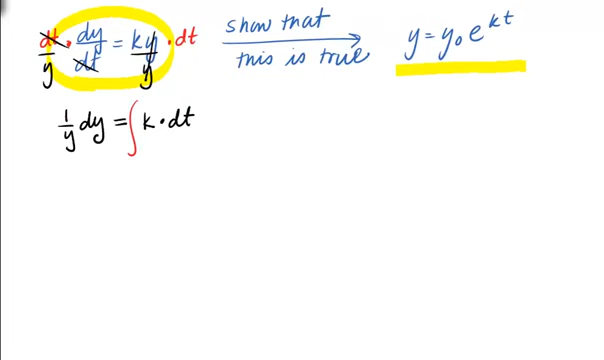 dt/y · dy/dt = ky/y · dt show that this is true y = y₀ e^kt
1/y dy = ∫ k · dt